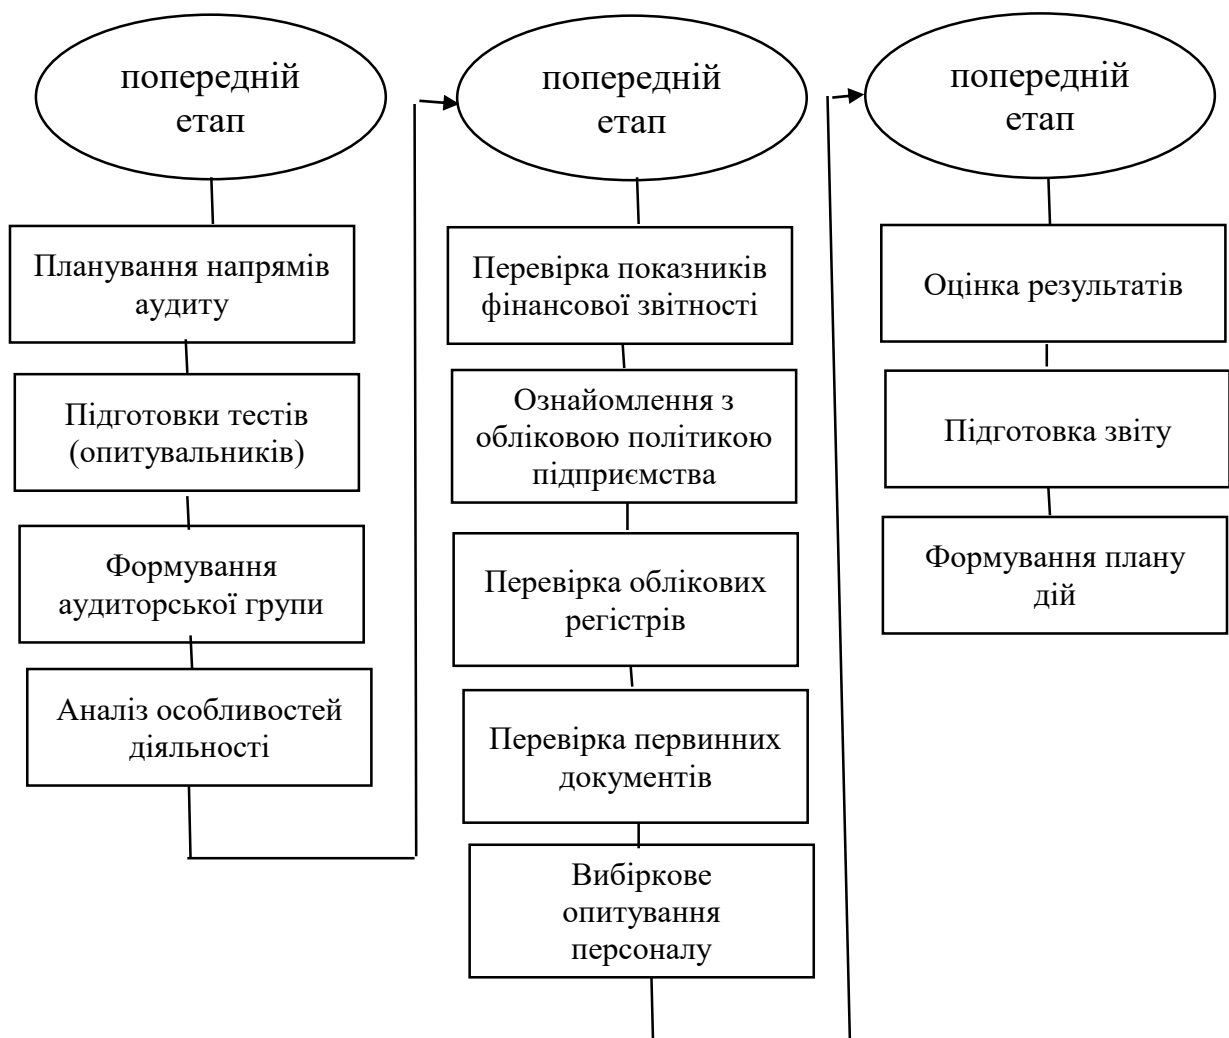 попередній
етап
Планування напрямів
аудиту
Підготовки тестів
(опитувальників)
Формування
аудиторської групи
Аналіз особливостей
діяльності
попередній
етап
Перевірка показників
фінансової звітності
Ознайомлення з
обліковою політикою
підприємства
Перевірка облікових
регістрів
Перевірка первинних
документів
Вибіркове
опитування
персоналу
попередній
етап
Оцінка результатів
Підготовка звіту
Формування плану
дій